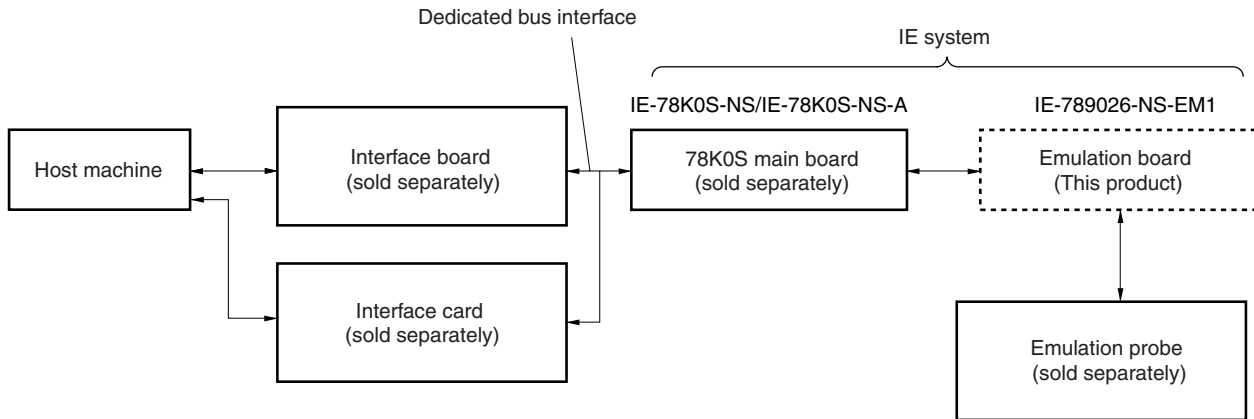 Dedicated bus interface
IE system
IE-78K0S-NS/IE-78K0S-NS-A
IE-789026-NS-EM1
Host machine
Interface board
(sold separately)
78K0S main board
(sold separately)
Emulation board
(This product)
Interface card
(sold separately)
Emulation probe
(sold separately)